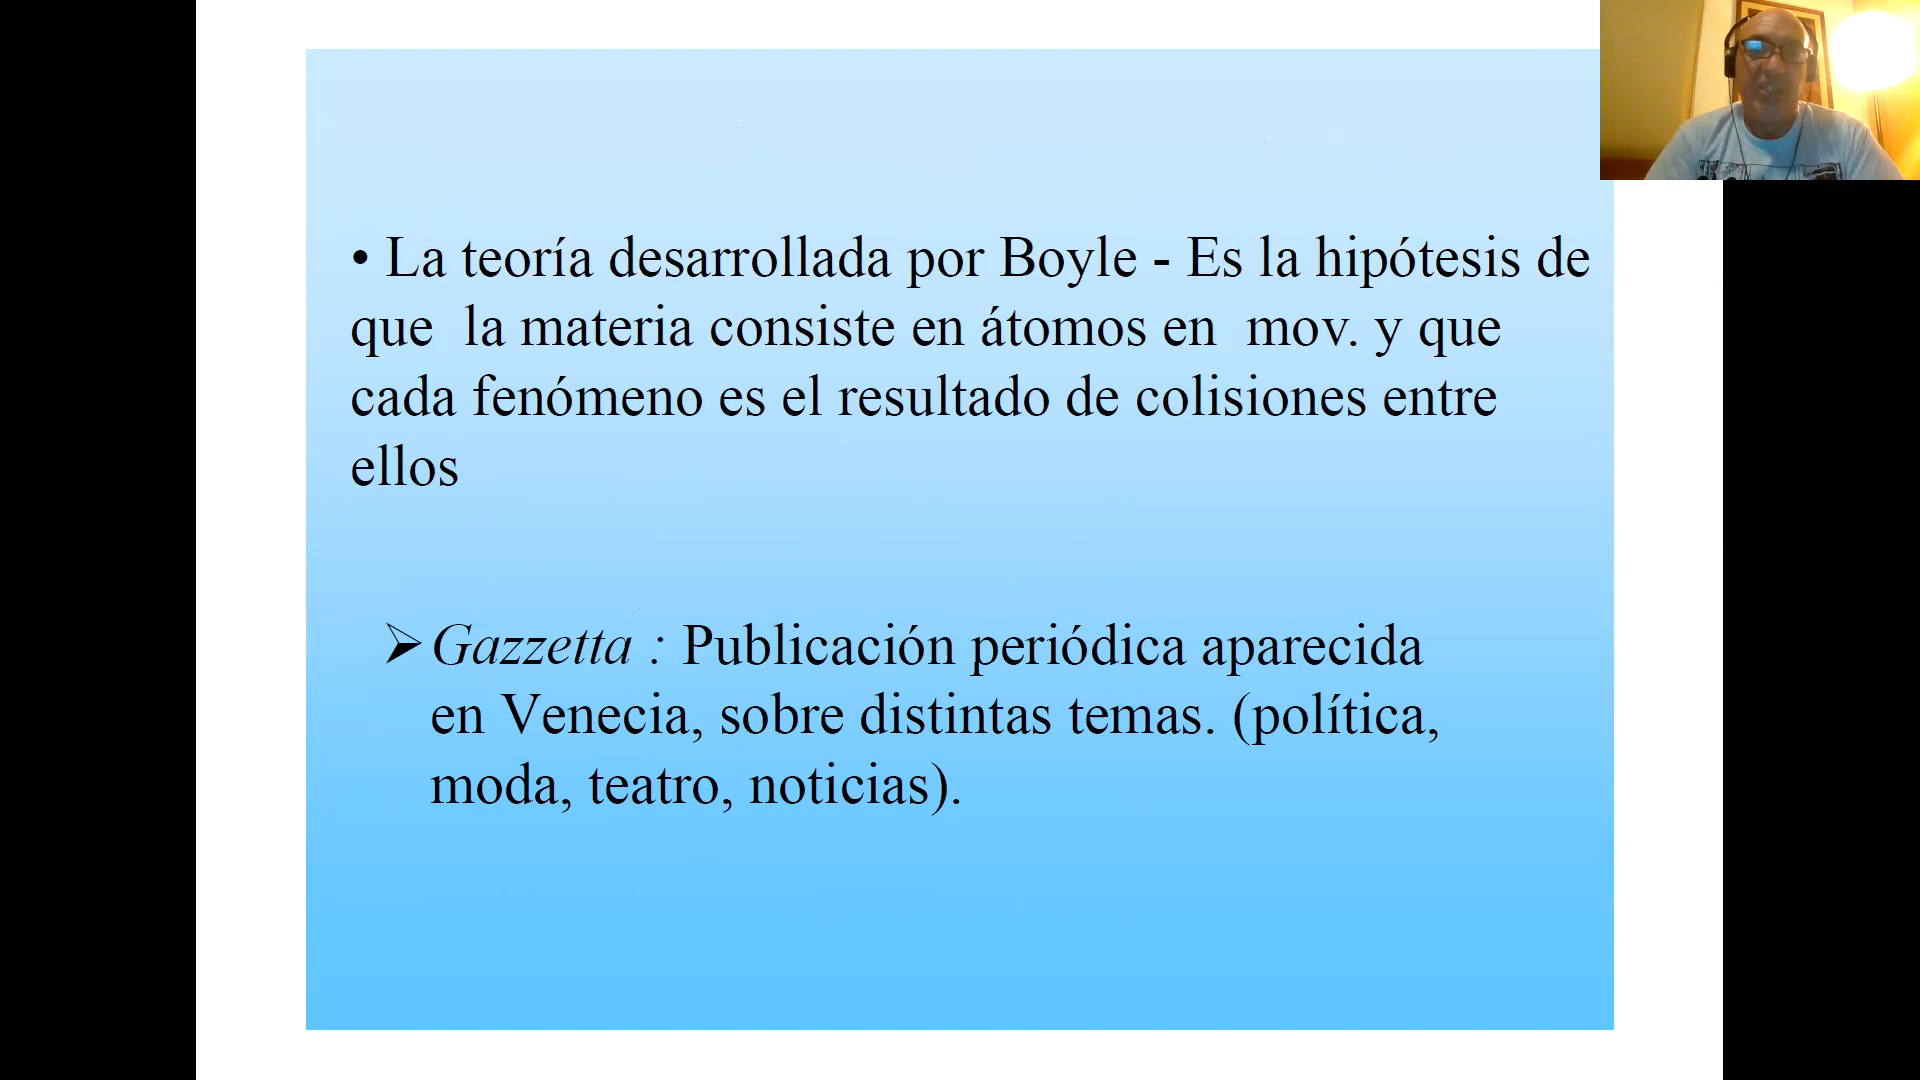 • La teoría desarrollada por Boyle - Es la hipótesis de
que la materia consiste en átomos en mov. y que
cada fenómeno es el resultado de colisiones entre
ellos
➢ Gazzetta : Publicación periódica aparecida
en Venecia, sobre distintas temas. (política,
moda, teatro, noticias).